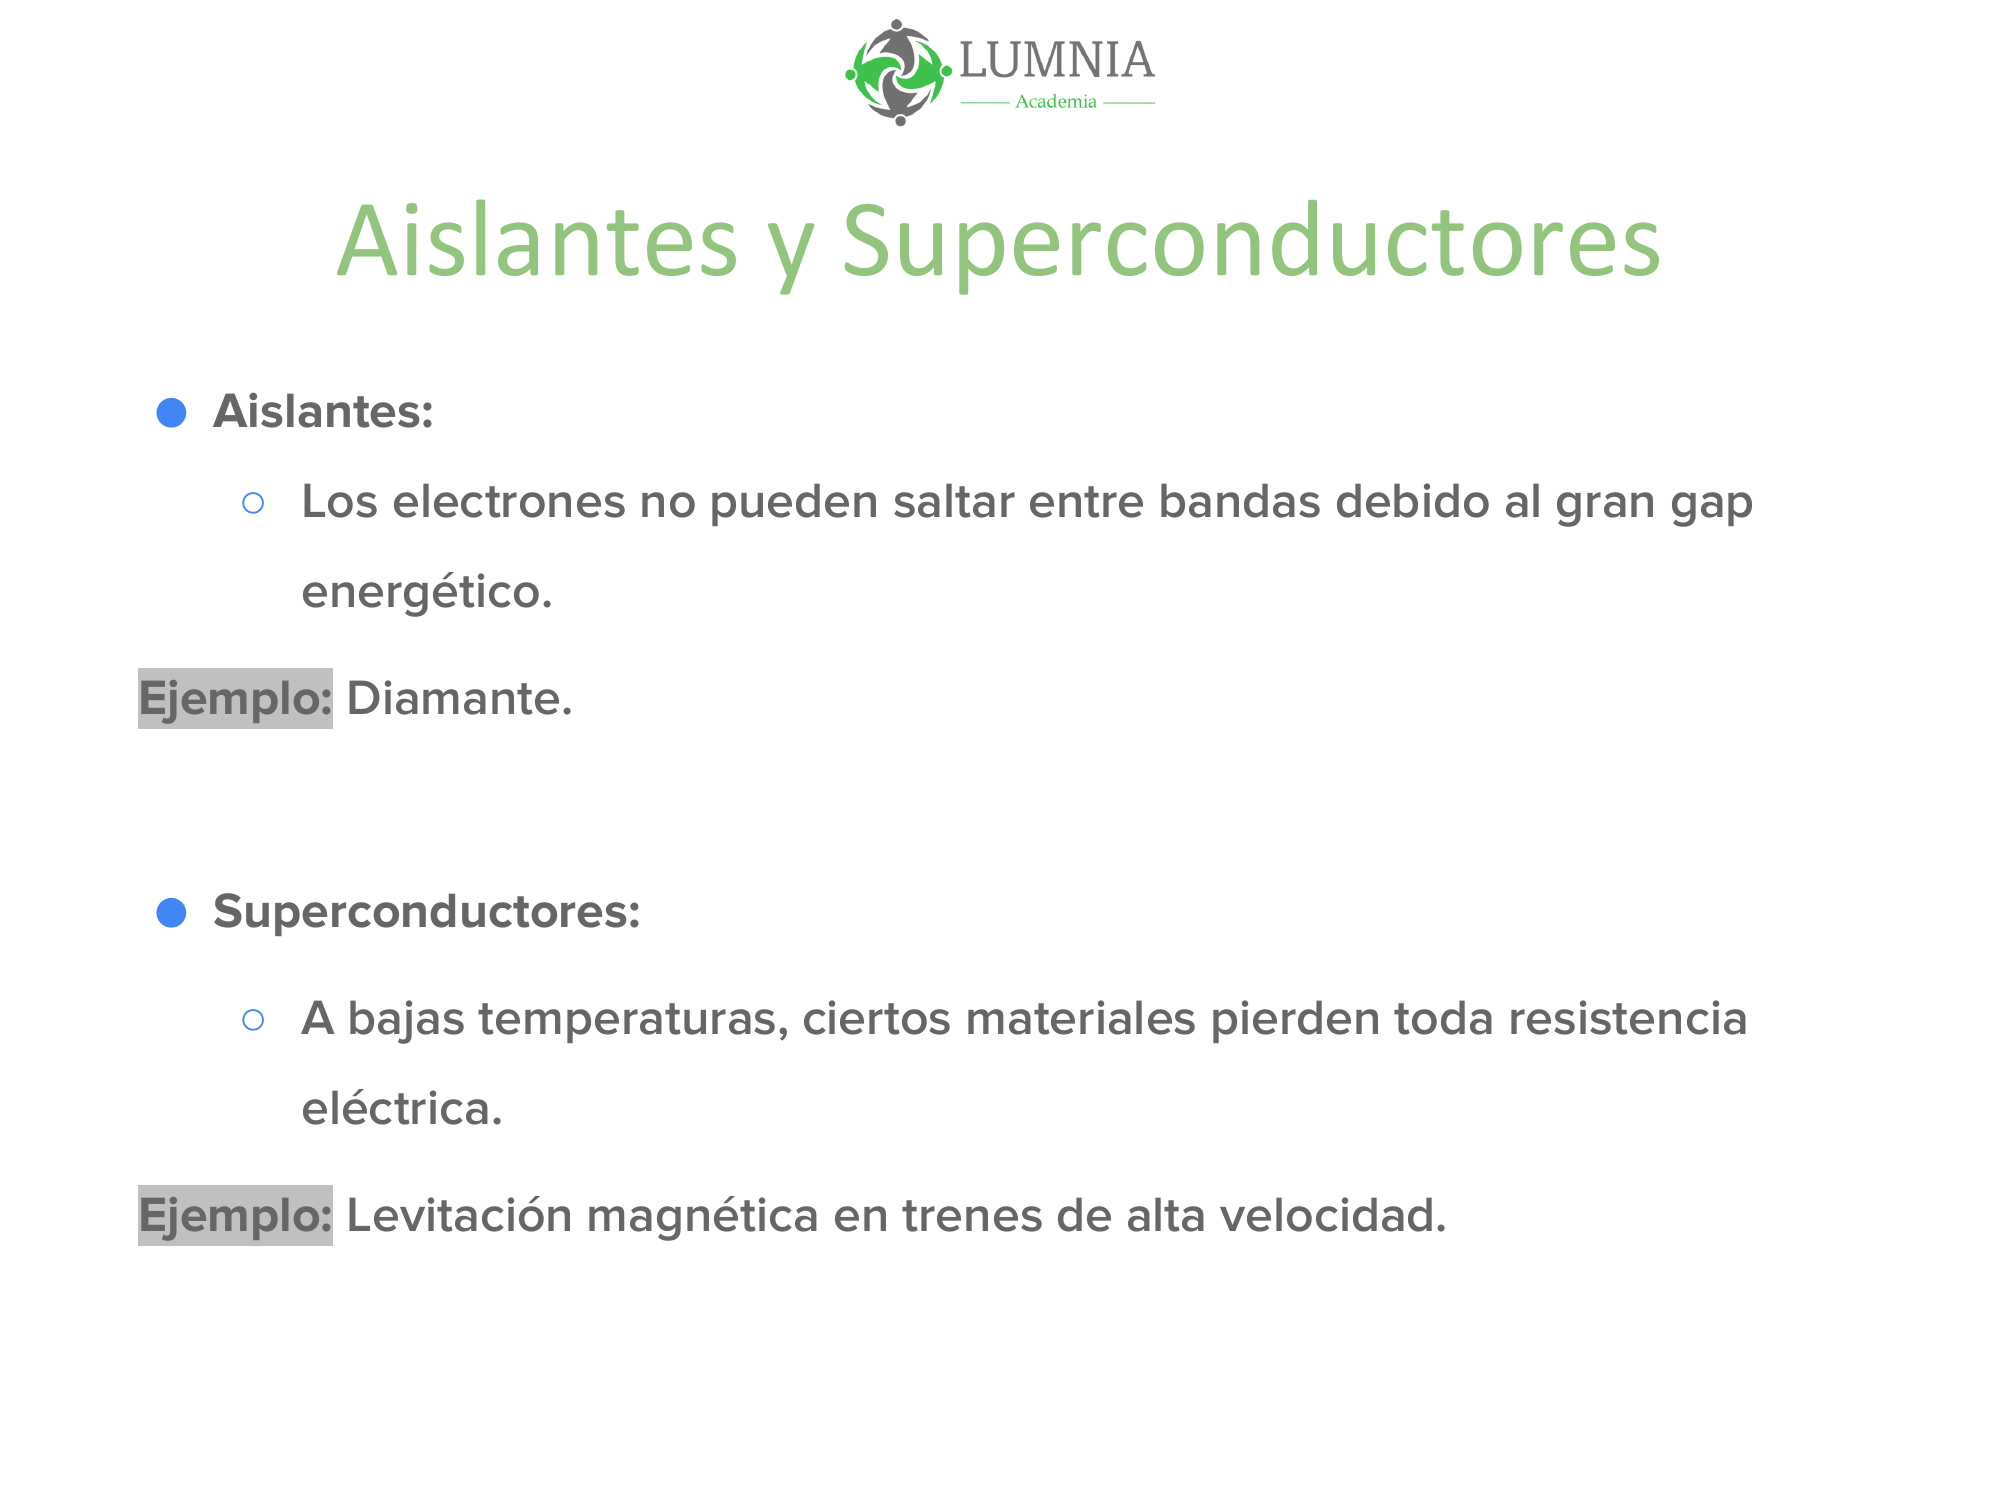 LUMNIA
Academia
Aislantes y Superconductores
● Aislantes:
○ Los electrones no pueden saltar entre bandas debido al gran gap
energético.
Ejemplo: Diamante.
● Superconductores:
○ A bajas temperaturas, ciertos materiales pierden toda resistencia
eléctrica.
Ejemplo: Levitación magnética en trenes de alta velocidad.